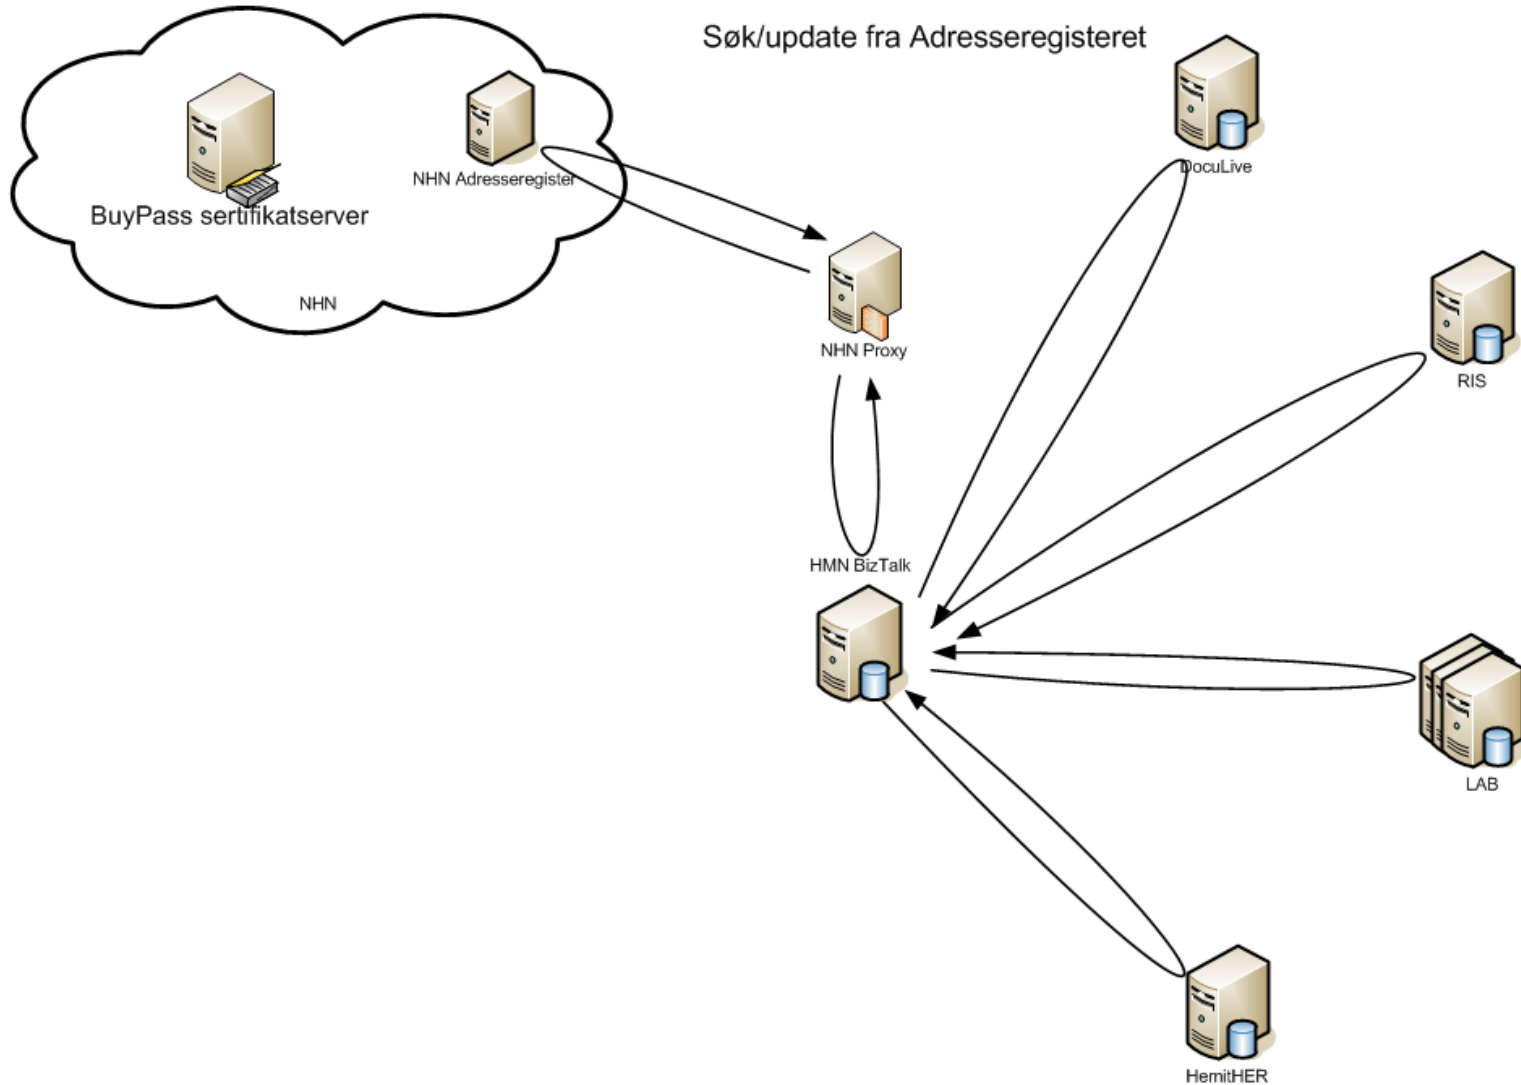 Søk/update fra Adresseregisteret
DocuLive
NHN Adresseregister
BuyPass sertifikatserver
NHN
NHN Proxy
RIS
HMN BizTalk
LAB
HemitHER